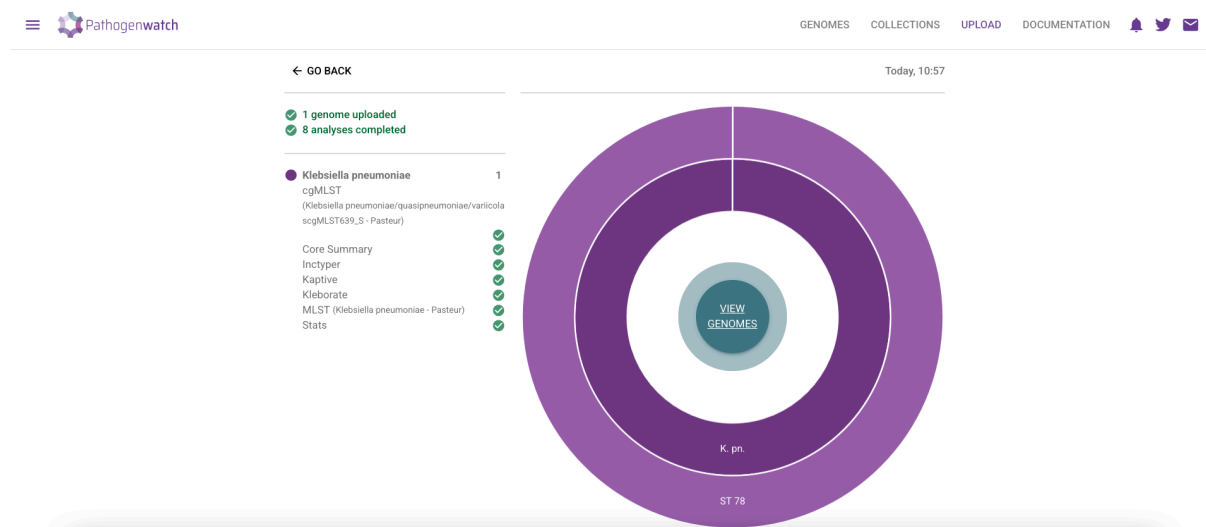 Pathogenwatch
GENOMES COLLECTIONS UPLOAD DOCUMENTATION
← GO BACK
Today, 10:57
1 genome uploaded
8 analyses completed
Klebsiella pneumoniae 1
cgMLST
(Klebsiella pneumoniae/quasipneumoniae/variicola
scgMLST639_S - Pasteur)
Core Summary
Inctyper
Kaptive
Kleborate
MLST (Klebsiella pneumoniae - Pasteur)
Stats
VIEW
GENOMES
K. pn.
ST 78